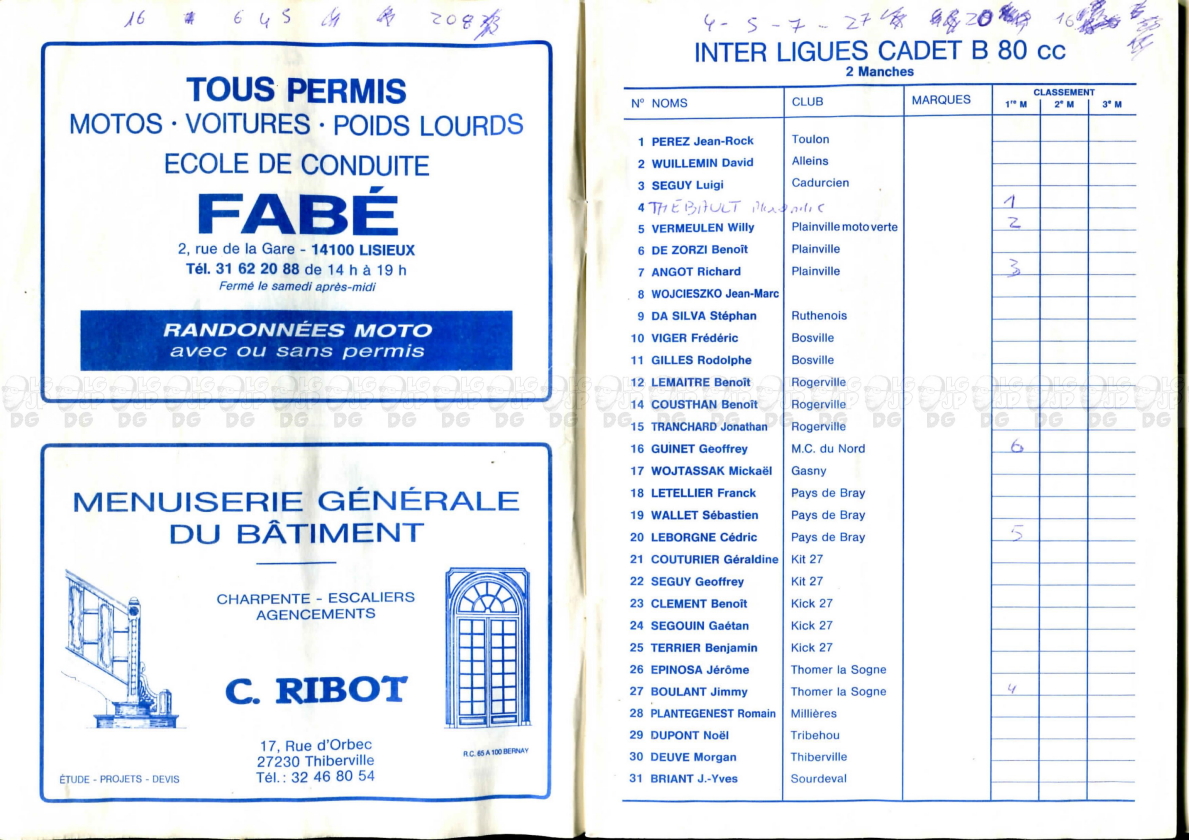 16 645 208
TOUS PERMIS
MOTOS · VOITURES · POIDS LOURDS
ECOLE DE CONDUITE
FABÉ
2, rue de la Gare - 14100 LISIEUX
Tél. 31 62 20 88 de 14 h à 19 h
Fermé le samedi après-midi
RANDONNÉES MOTO
avec ou sans permis
MENUISERIE GÉNÉRALE
DU BÂTIMENT
CHARPENTE - ESCALIERS
AGENCEMENTS
C. RIBOT
R.C. 65 A 100 BERNAY
17, Rue d'Orbec
27230 Thiberville
Tél. : 32 46 80 54
ÉTUDE - PROJETS - DEVIS
4 - 5 - 7 - 27 20 16
INTER LIGUES CADET B 80 cc
2 Manches
N° NOMS CLUB MARQUES CLASSEMENT
1re M 2e M 3e M
1 PEREZ Jean-Rock Toulon
2 WUILLEMIN David Alleins
3 SEGUY Luigi Cadurcien
4 THEBAULT 1
5 VERMEULEN Willy Plainville moto verte 2
6 DE ZORZI Benoît Plainville
7 ANGOT Richard Plainville 3
8 WOJCIESZKO Jean-Marc
9 DA SILVA Stéphan Ruthenois
10 VIGER Frédéric Bosville
11 GILLES Rodolphe Bosville
12 LEMAITRE Benoît Rogerville
14 COUSTHAN Benoît Rogerville
15 TRANCHARD Jonathan Rogerville
16 GUINET Geoffrey M.C. du Nord 6
17 WOJTASSAK Mickaël Gasny
18 LETELLIER Franck Pays de Bray
19 WALLET Sébastien Pays de Bray
20 LEBORGNE Cédric Pays de Bray 5
21 COUTURIER Géraldine Kit 27
22 SEGUY Geoffrey Kit 27
23 CLEMENT Benoît Kick 27
24 SEGOUIN Gaétan Kick 27
25 TERRIER Benjamin Kick 27
26 EPINOSA Jérôme Thomer la Sogne
27 BOULANT Jimmy Thomer la Sogne 4
28 PLANTEGENEST Romain Millières
29 DUPONT Noël Tribehou
30 DEUVE Morgan Thiberville
31 BRIANT J.-Yves Sourdeval